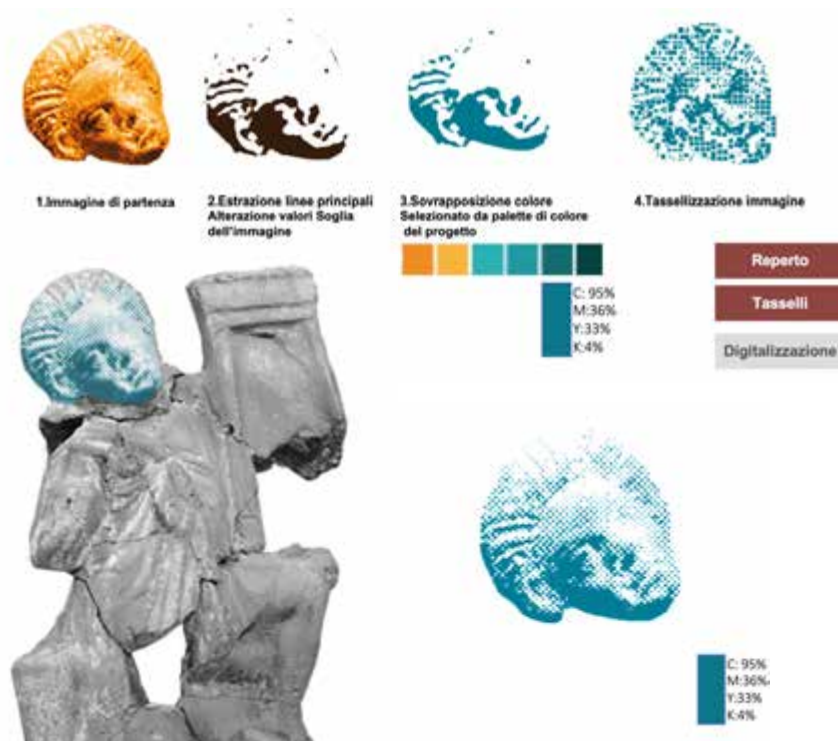 1.Immagine di partenza
2.Estrazione linee principali
Alterazione valori Soglia
dell'immagine
3.Sovrapposizione colore
Selezionato da palette di colore
del progetto
4.Tassellizzazione immagine
C: 95%
M:36%
Y:33%
K:4%
Reperto
Tasselli
Digitalizzazione
C: 95%
M:36%
Y:33%
K:4%